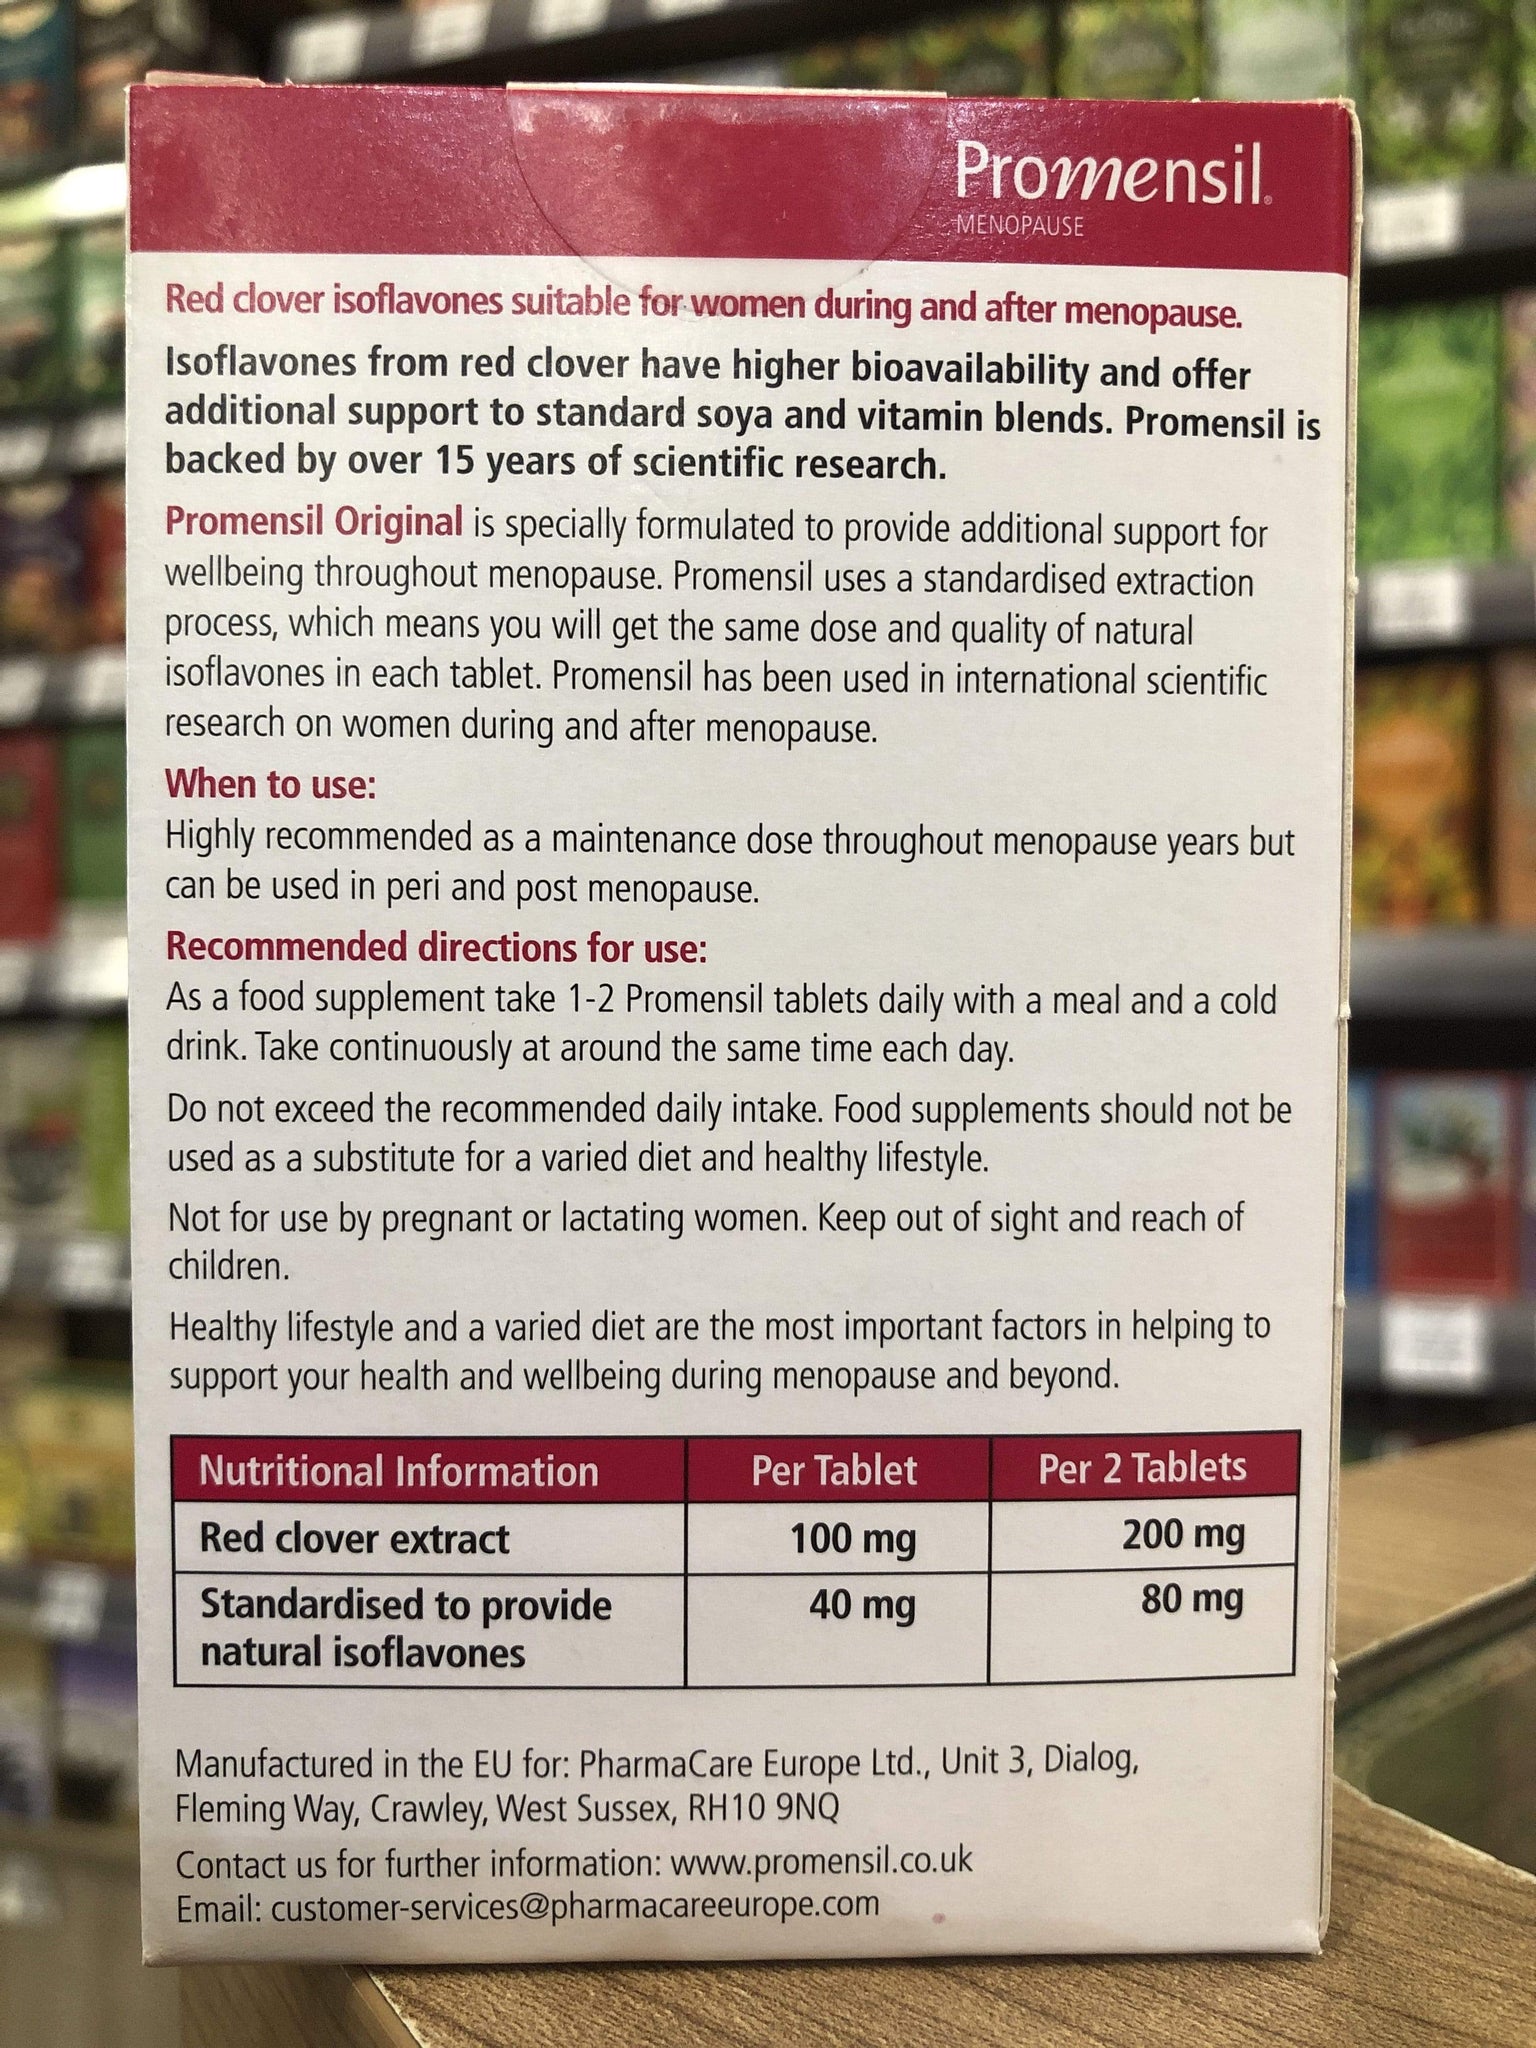 Promensil®
MENOPAUSE
Red clover isoflavones suitable for women during and after menopause.
Isoflavones from red clover have higher bioavailability and offer
additional support to standard soya and vitamin blends. Promensil is
backed by over 15 years of scientific research.
Promensil Original is specially formulated to provide additional support for
wellbeing throughout menopause. Promensil uses a standardised extraction
process, which means you will get the same dose and quality of natural
isoflavones in each tablet. Promensil has been used in international scientific
research on women during and after menopause.
When to use:
Highly recommended as a maintenance dose throughout menopause years but
can be used in peri and post menopause.
Recommended directions for use:
As a food supplement take 1-2 Promensil tablets daily with a meal and a cold
drink. Take continuously at around the same time each day.
Do not exceed the recommended daily intake. Food supplements should not be
used as a substitute for a varied diet and healthy lifestyle.
Not for use by pregnant or lactating women. Keep out of sight and reach of
children.
Healthy lifestyle and a varied diet are the most important factors in helping to
support your health and wellbeing during menopause and beyond.
Nutritional Information Per Tablet Per 2 Tablets
Red clover extract 100 mg 200 mg
Standardised to provide 40 mg 80 mg
natural isoflavones
Manufactured in the EU for: PharmaCare Europe Ltd., Unit 3, Dialog,
Fleming Way, Crawley, West Sussex, RH10 9NQ
Contact us for further information: www.promensil.co.uk
Email: customer-services@pharmacareeurope.com